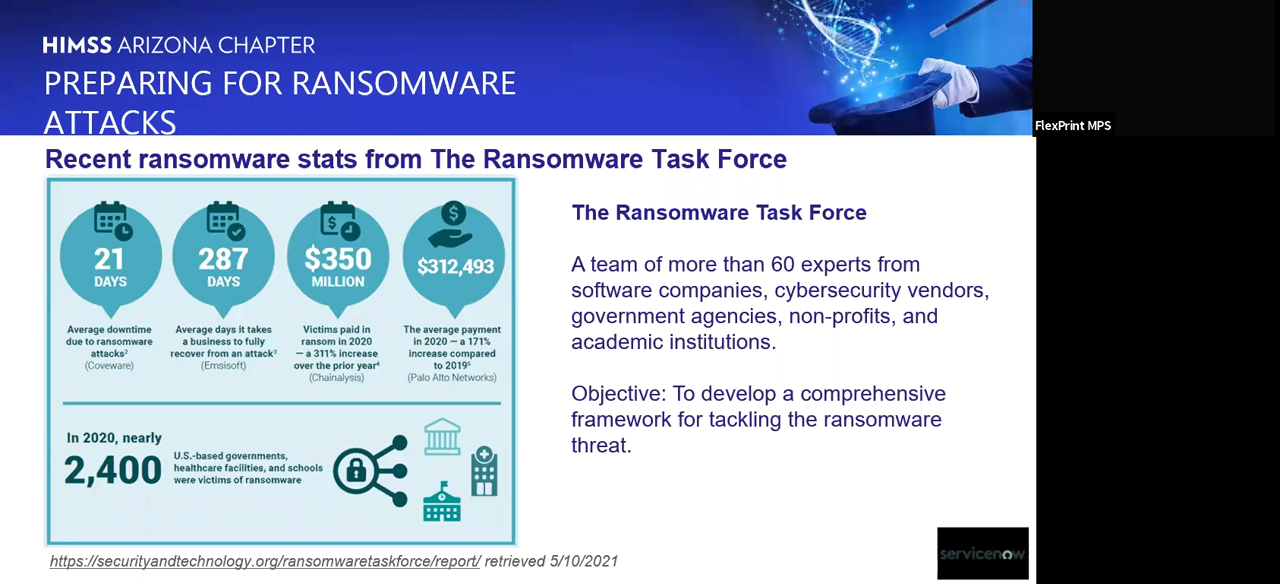 HIMSS ARIZONA CHAPTER
PREPARING FOR RANSOMWARE
ATTACKS
FlexPrint MPS
Recent ransomware stats from The Ransomware Task Force
21
DAYS
Average downtime
due to ransomware
attacks²
(Coveware)
287
DAYS
Average days it takes
a business to fully
recover from an attack³
(Emsisoft)
$
$350
MILLION
Victims paid in
ransom in 2020
— a 311% increase
over the prior year⁴
(Chainalysis)
$
$312,493
The average payment
in 2020 — a 171%
increase compared
to 2019⁵
(Palo Alto Networks)
In 2020, nearly
2,400
U.S.-based governments,
healthcare facilities, and schools
were victims of ransomware
The Ransomware Task Force
A team of more than 60 experts from
software companies, cybersecurity vendors,
government agencies, non-profits, and
academic institutions.
Objective: To develop a comprehensive
framework for tackling the ransomware
threat.
https://securityandtechnology.org/ransomwaretaskforce/report/ retrieved 5/10/2021
servicenow